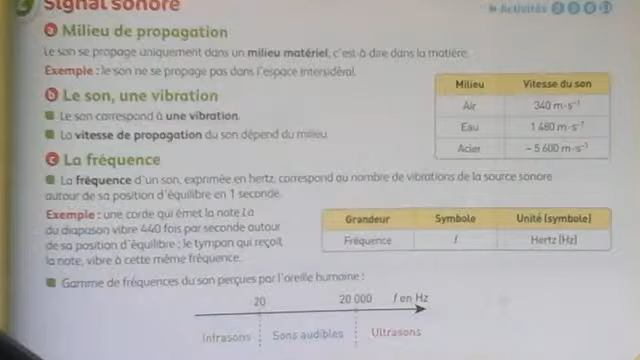 Signal sonore
Activités
a Milieu de propagation
Le son se propage uniquement dans un milieu matériel, c'est-à-dire dans la matière.
Exemple : le son ne se propage pas dans l'espace intersidéral.
b Le son, une vibration
Le son correspond à une vibration.
La vitesse de propagation du son dépend du milieu.
Milieu Vitesse du son
Air 340 m·s⁻¹
Eau 1 480 m·s⁻¹
Acier ~ 5 600 m·s⁻¹
c La fréquence
La fréquence d'un son, exprimée en hertz, correspond au nombre de vibrations de la source sonore
autour de sa position d'équilibre en 1 seconde.
Exemple : une corde qui émet la note La
du diapason vibre 440 fois par seconde autour
de sa position d'équilibre ; le tympan qui reçoit
la note, vibre à cette même fréquence.
Grandeur Symbole Unité (symbole)
Fréquence f Hertz (Hz)
Gamme de fréquences du son perçues par l'oreille humaine :
20 20 000 f en Hz
Infrasons Sons audibles Ultrasons